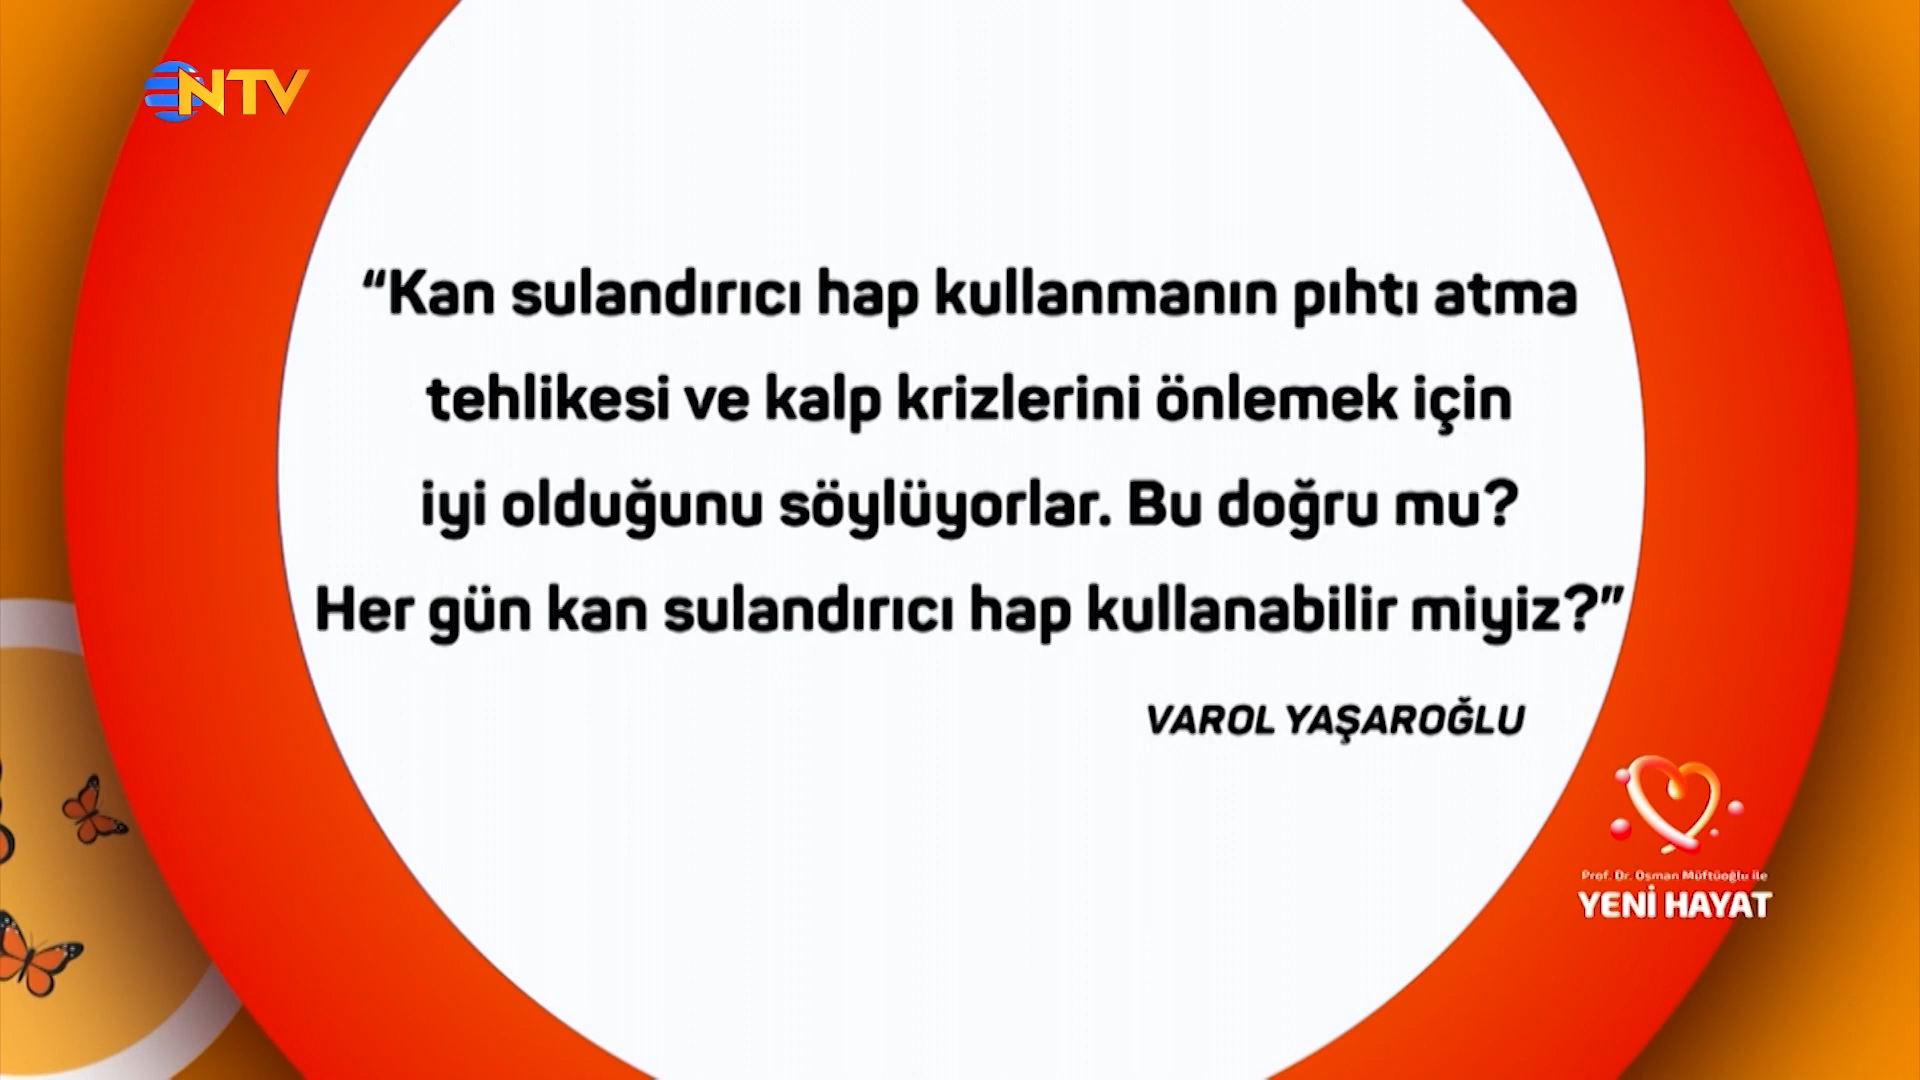 NTV
“Kan sulandırıcı hap kullanmanın pıhtı atma
tehlikesi ve kalp krizlerini önlemek için
iyi olduğunu söylüyorlar. Bu doğru mu?
Her gün kan sulandırıcı hap kullanabilir miyiz?”
VAROL YAŞAROĞLU
Prof. Dr. Osman Müftüoğlu ile
YENİ HAYAT